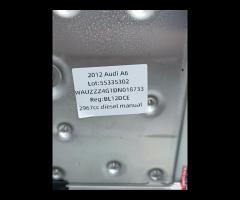 2012 Audi A6
Lot:55335302
WAUZZZ4G1DN018733
Reg:BL12DCE
2967cc diesel manual